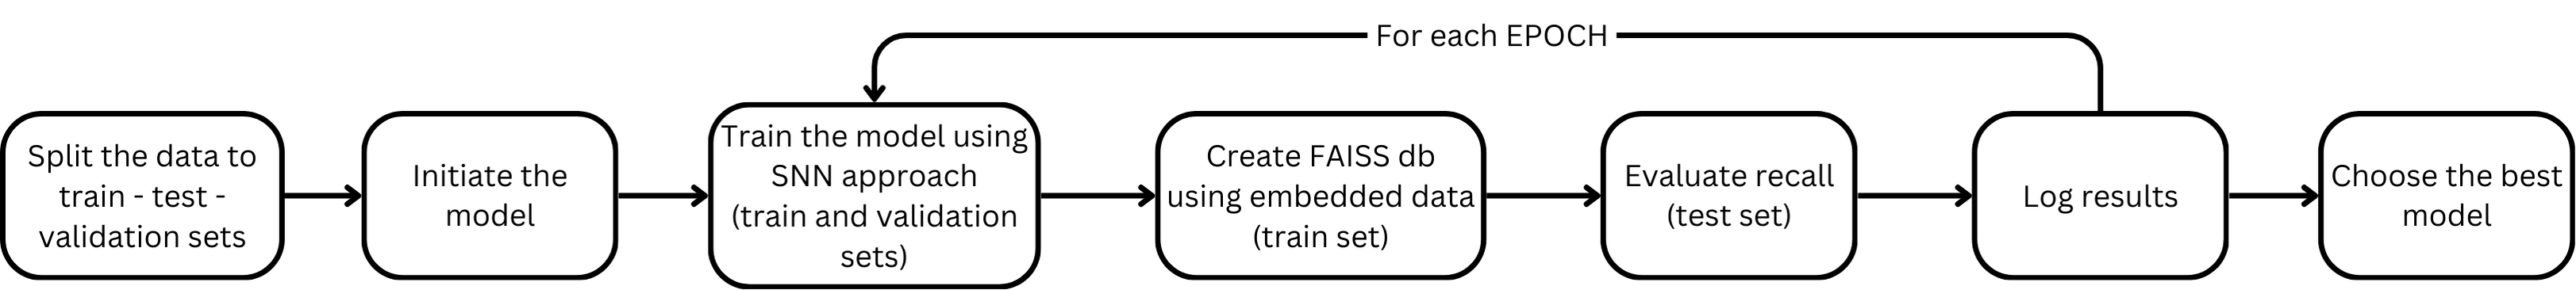 For each EPOCH
Split the data to
train - test -
validation sets
Initiate the
model
Train the model using
SNN approach
(train and validation
sets)
Create FAISS db
using embedded data
(train set)
Evaluate recall
(test set)
Log results
Choose the best
model